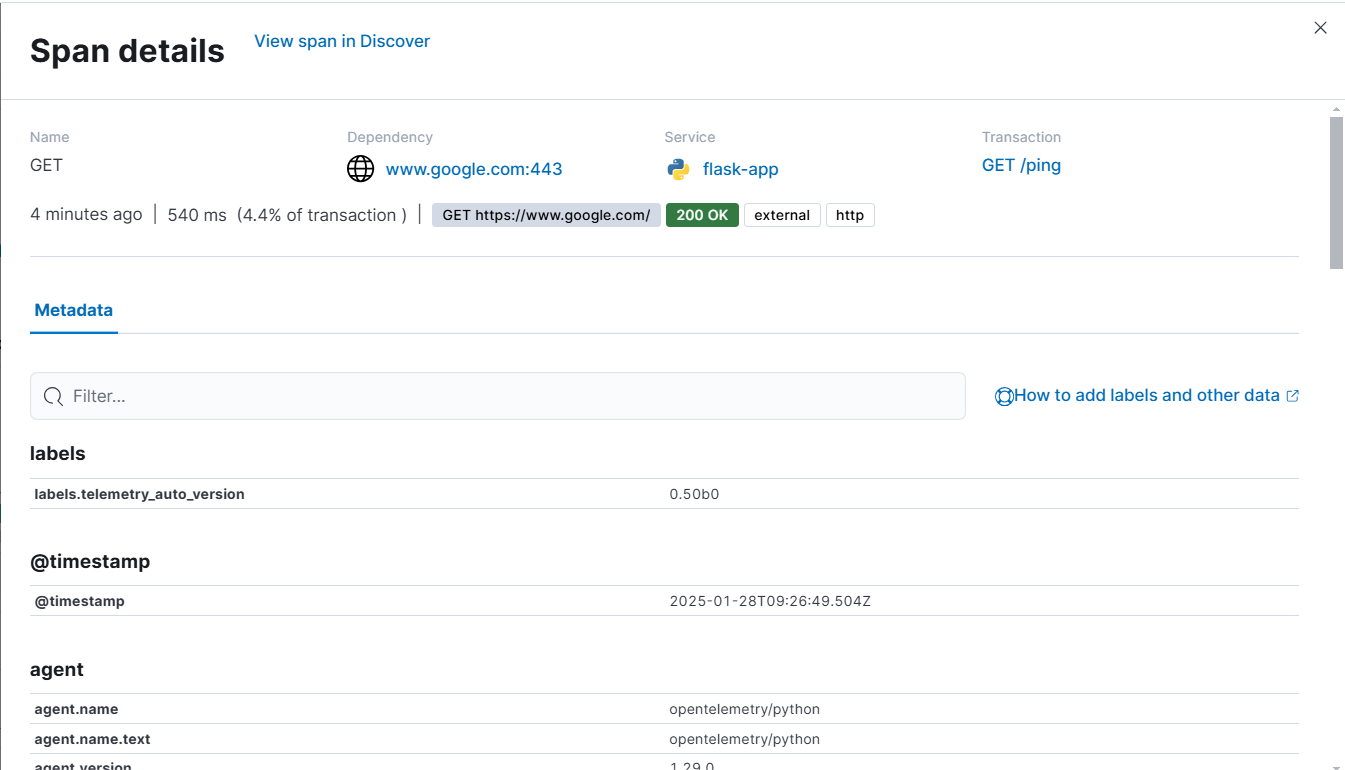 Span details View span in Discover
Name Dependency Service Transaction
GET www.google.com:443 flask-app GET /ping
4 minutes ago | 540 ms (4.4% of transaction ) | GET https://www.google.com/ 200 OK external http
Metadata
Filter... How to add labels and other data
labels
labels.telemetry_auto_version 0.50b0
@timestamp
@timestamp 2025-01-28T09:26:49.504Z
agent
agent.name opentelemetry/python
agent.name.text opentelemetry/python
agent.version 1.29.0